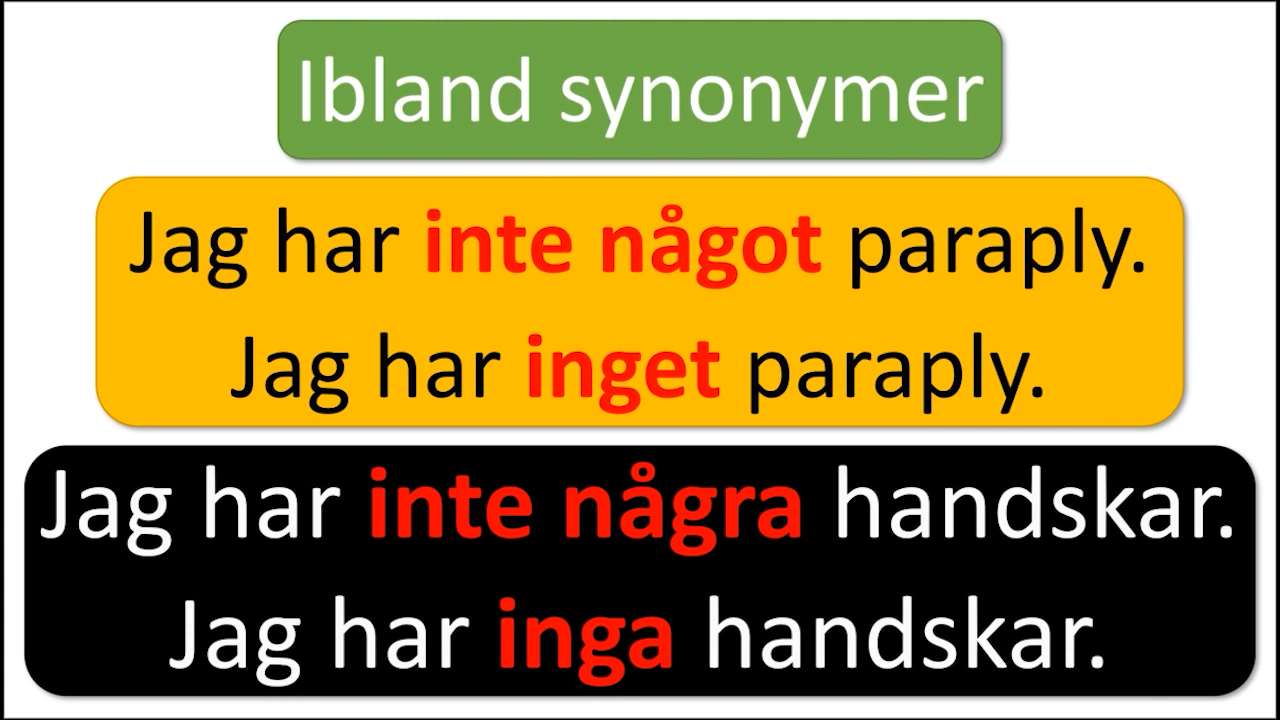 Ibland synonymer
Jag har inte något paraply.
Jag har inget paraply.
Jag har inte några handskar.
Jag har inga handskar.